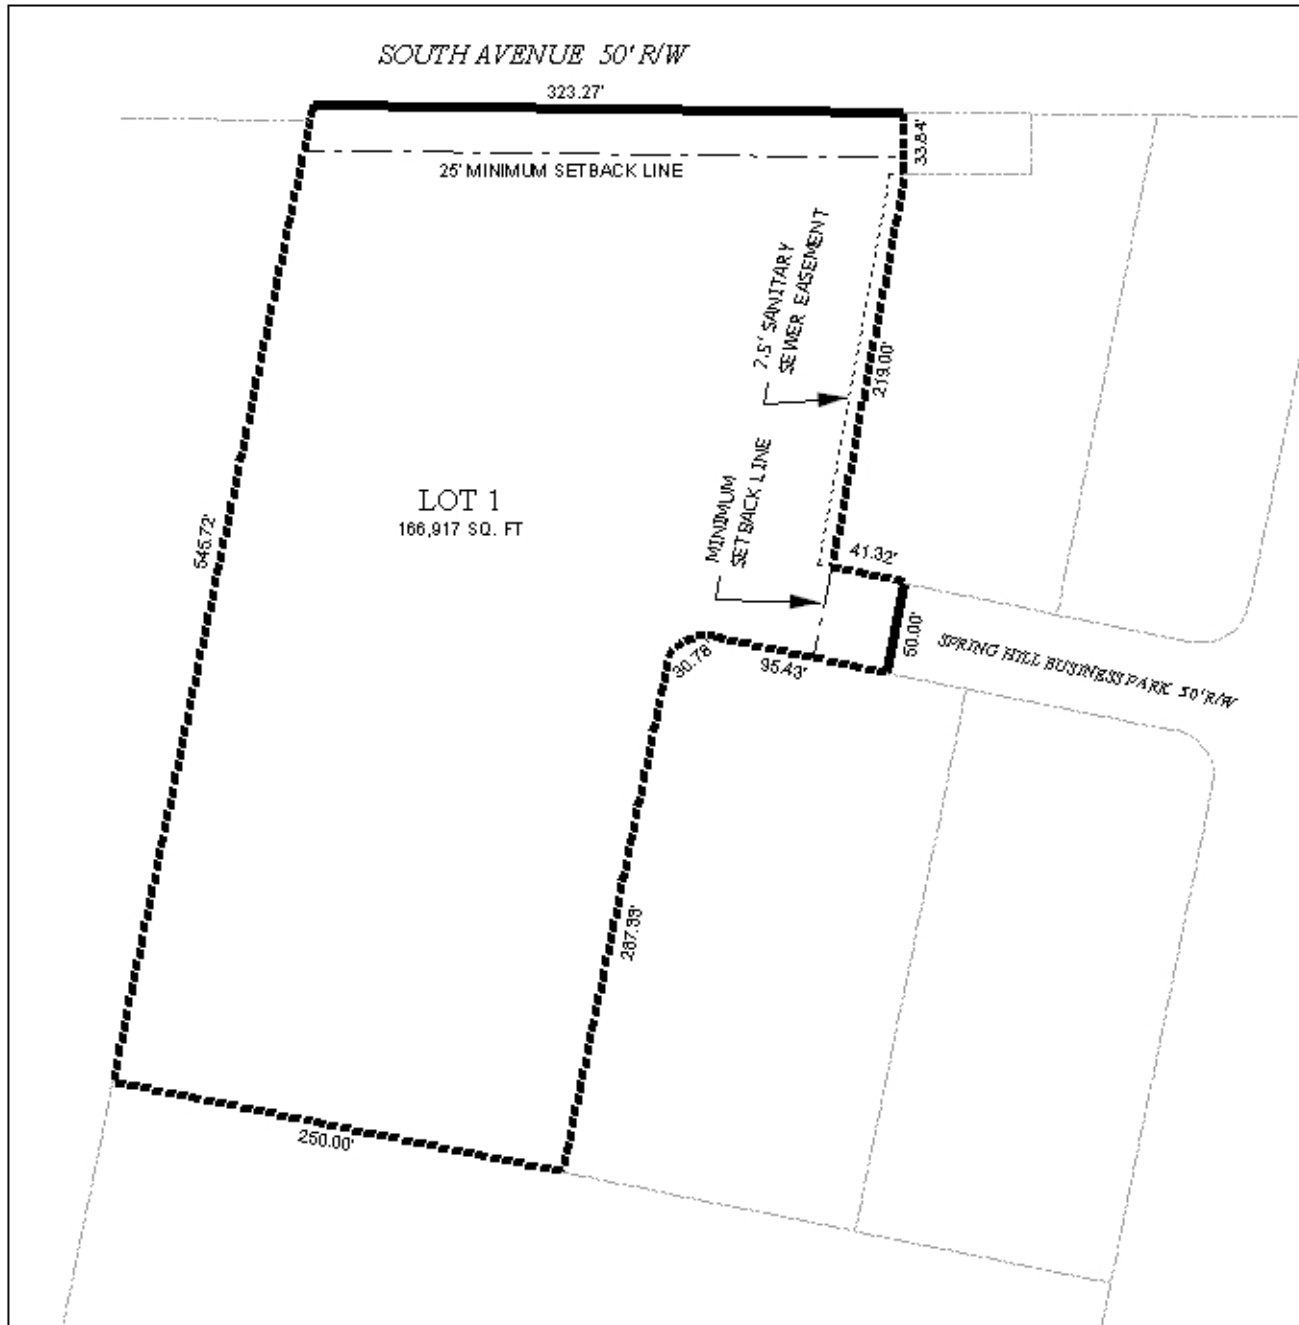 SOUTH AVENUE 50' R/W
323.27'
33.84'
25' MINIMUM SETBACK LINE
7.5' SANITARY
SEWER EASEMENT
219.00'
MINIMUM
SETBACK LINE
LOT 1
166,917 SQ. FT
545.72'
41.32'
50.00'
SPRING HILL BUSINESS PARK 50' R/W
30.78'
95.43'
287.33'
250.00'